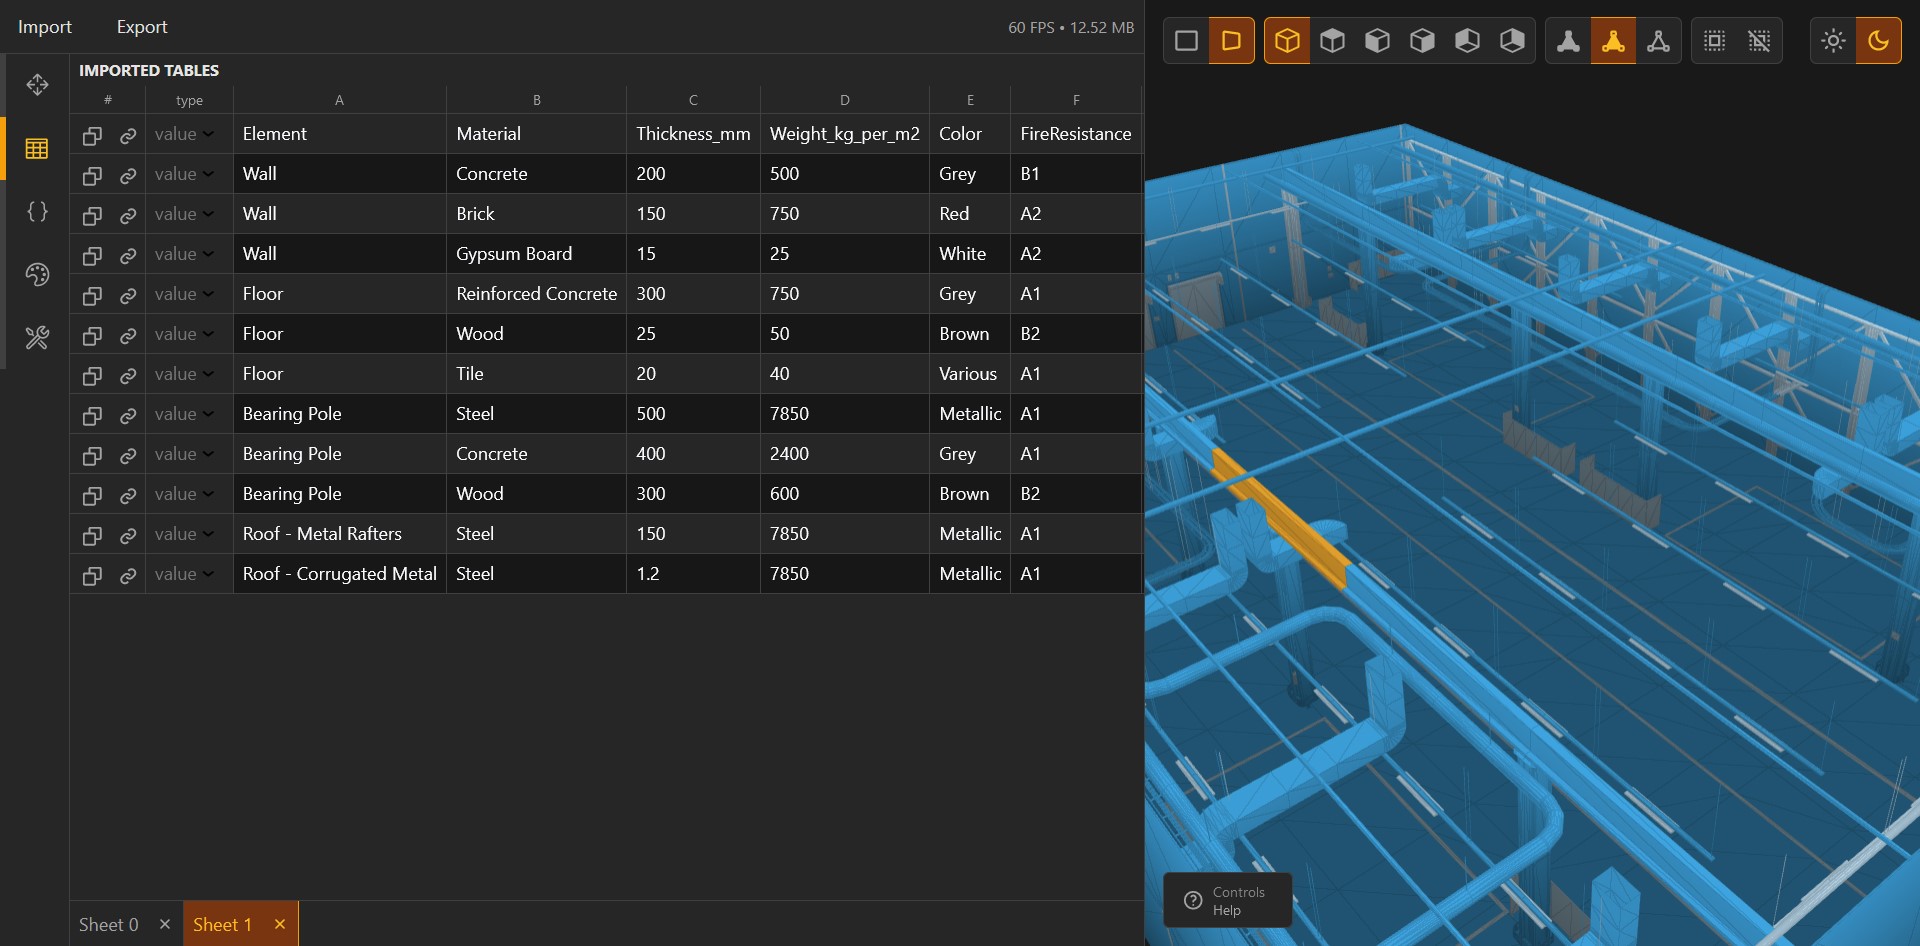 Import Export 60 FPS • 12.52 MB
IMPORTED TABLES
# type A B C D E F
value Element Material Thickness_mm Weight_kg_per_m2 Color FireResistance
value Wall Concrete 200 500 Grey B1
value Wall Brick 150 750 Red A2
value Wall Gypsum Board 15 25 White A2
value Floor Reinforced Concrete 300 750 Grey A1
value Floor Wood 25 50 Brown B2
value Floor Tile 20 40 Various A1
value Bearing Pole Steel 500 7850 Metallic A1
value Bearing Pole Concrete 400 2400 Grey A1
value Bearing Pole Wood 300 600 Brown B2
value Roof - Metal Rafters Steel 150 7850 Metallic A1
value Roof - Corrugated Metal Steel 1.2 7850 Metallic A1
Controls
Help
Sheet 0 × Sheet 1 ×